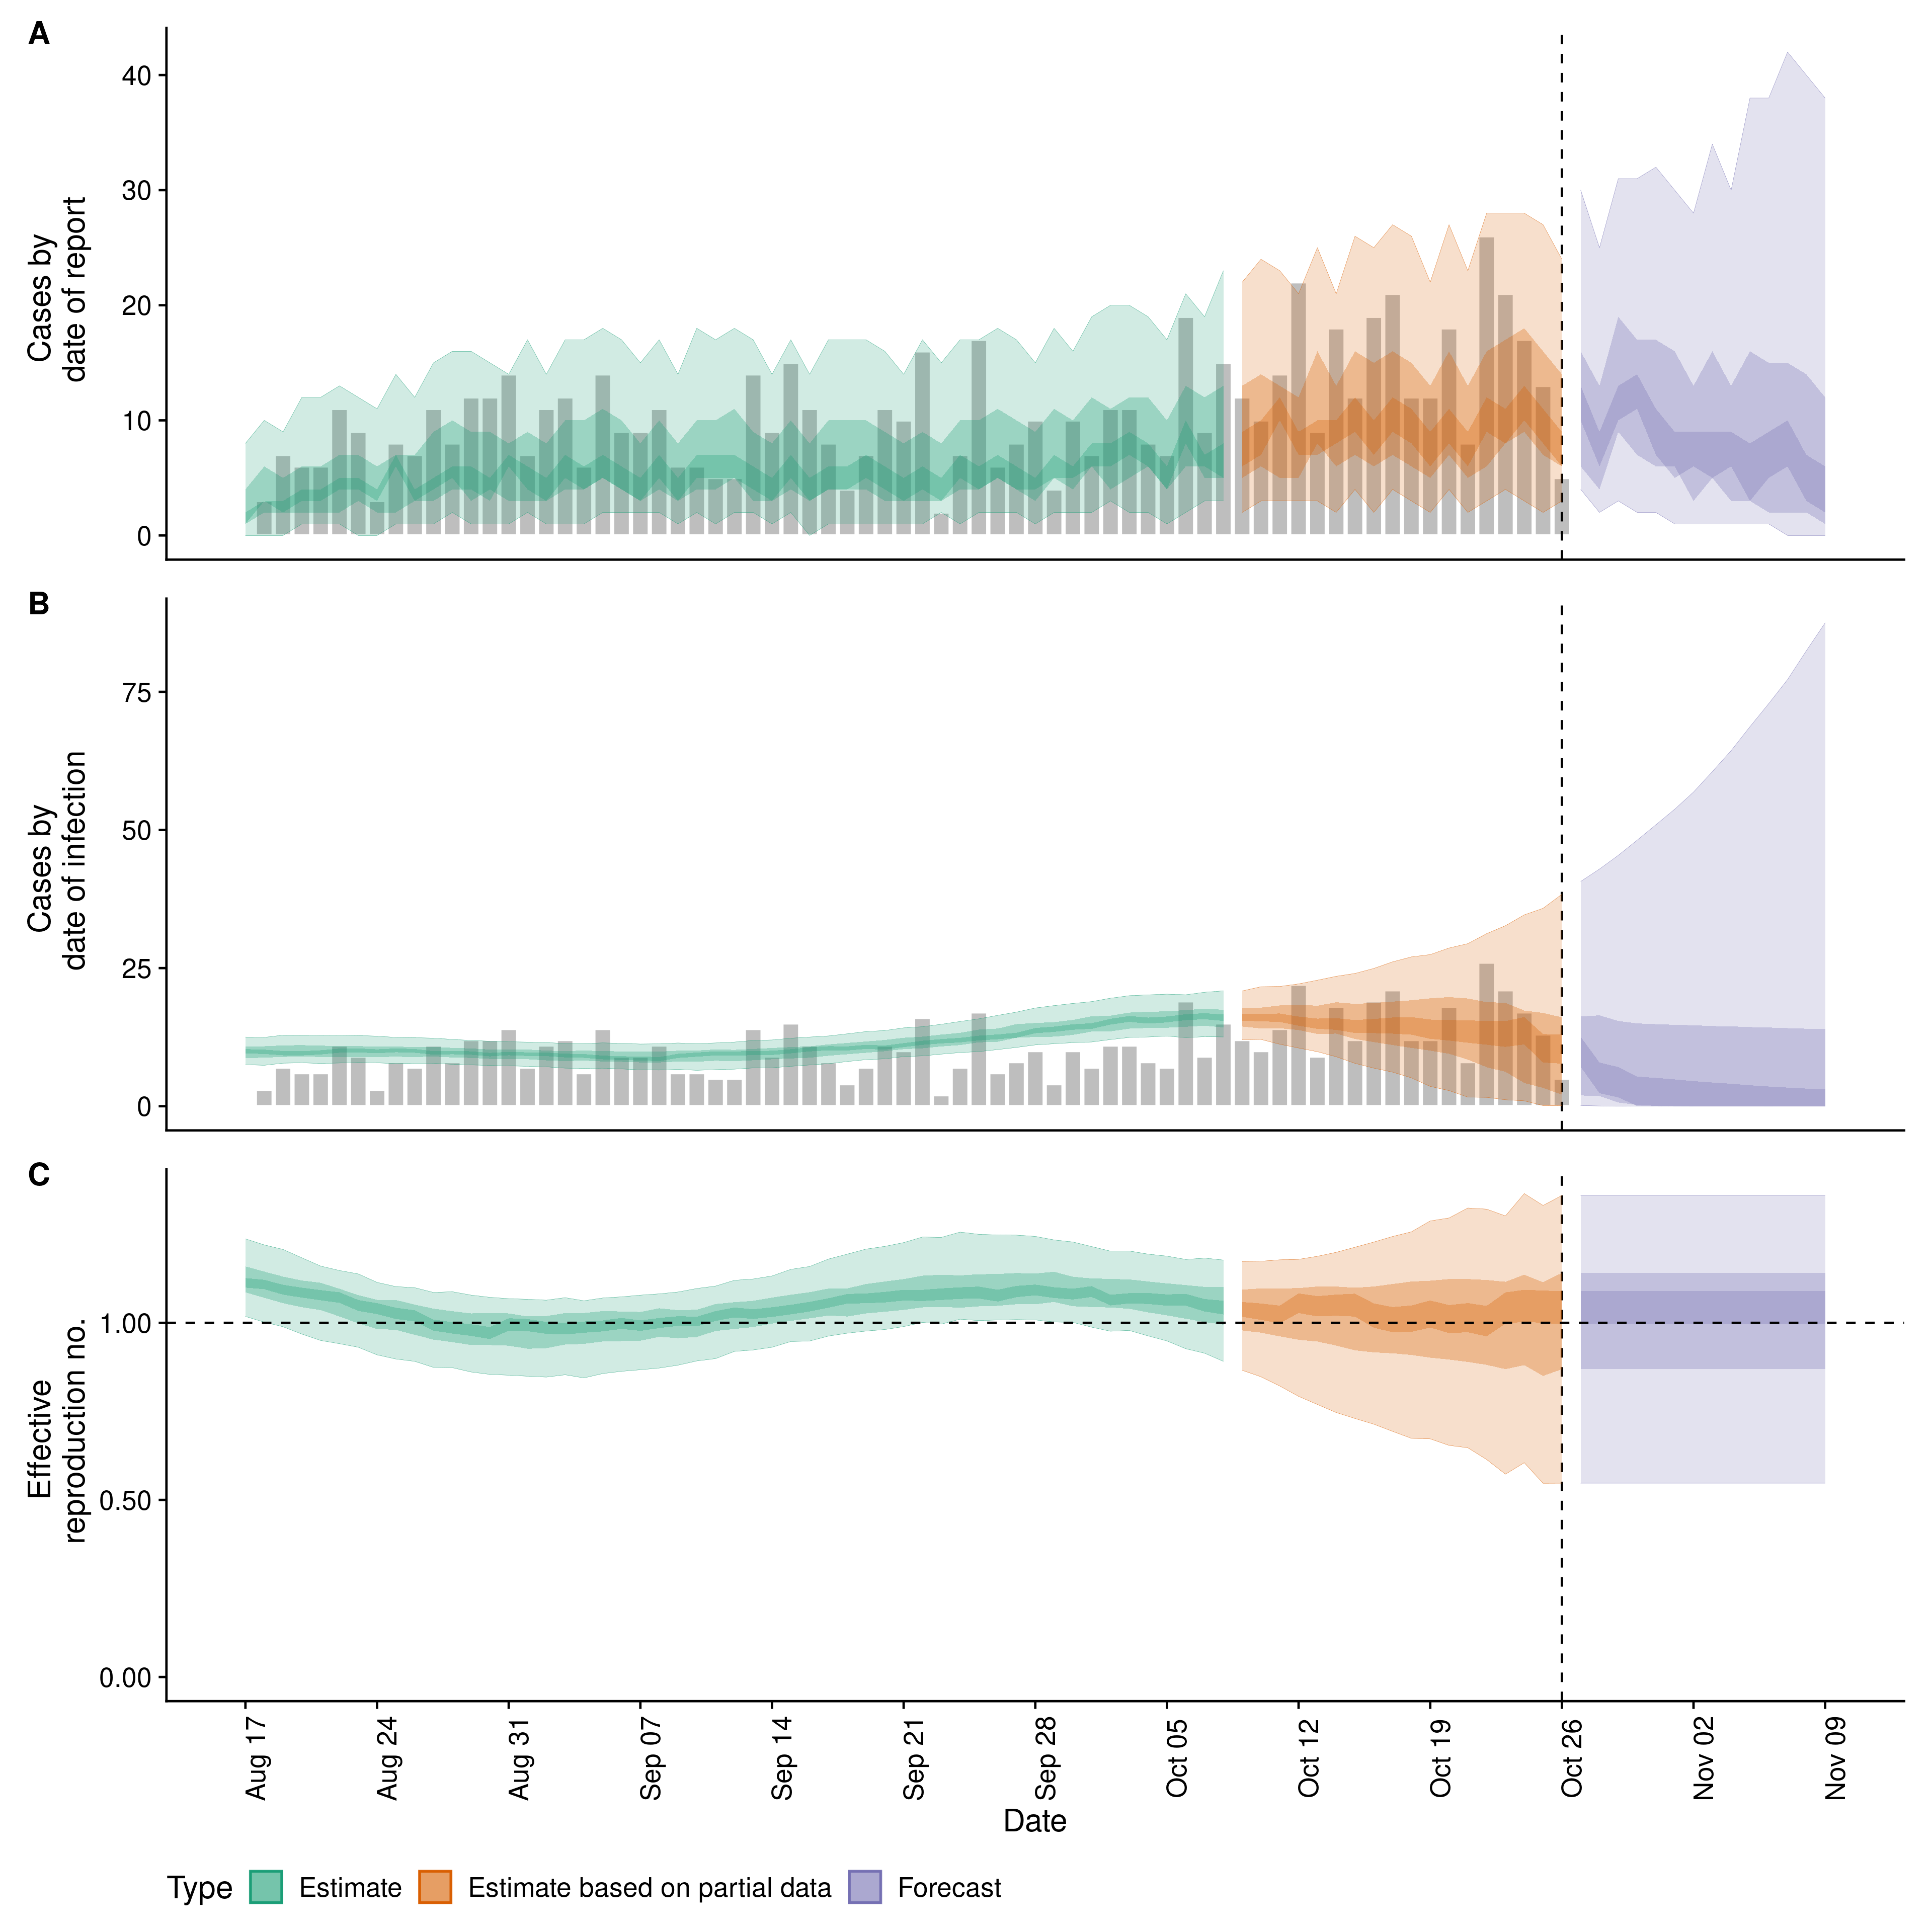 A
Cases by
date of report
40
30
20
10
0
B
Cases by
date of infection
75
50
25
0
C
Effective
reproduction no.
1.00
0.50
0.00
Aug 17
Aug 24
Aug 31
Sep 07
Sep 14
Sep 21
Sep 28
Oct 05
Oct 12
Oct 19
Oct 26
Nov 02
Nov 09
Date
Type Estimate Estimate based on partial data Forecast